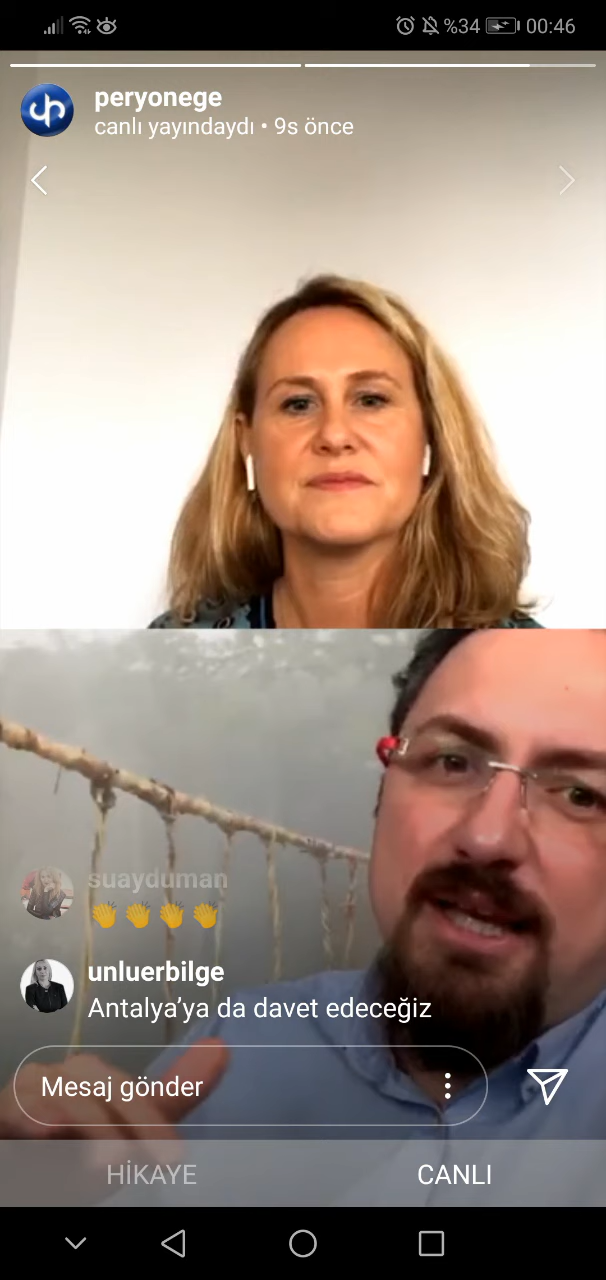 %34 00:46
peryonege
canlı yayındaydı • 9s önce
suayduman
👏👏👏👏
unluerbilge
Antalya'ya da davet edeceğiz
Mesaj gönder
HİKAYE CANLI